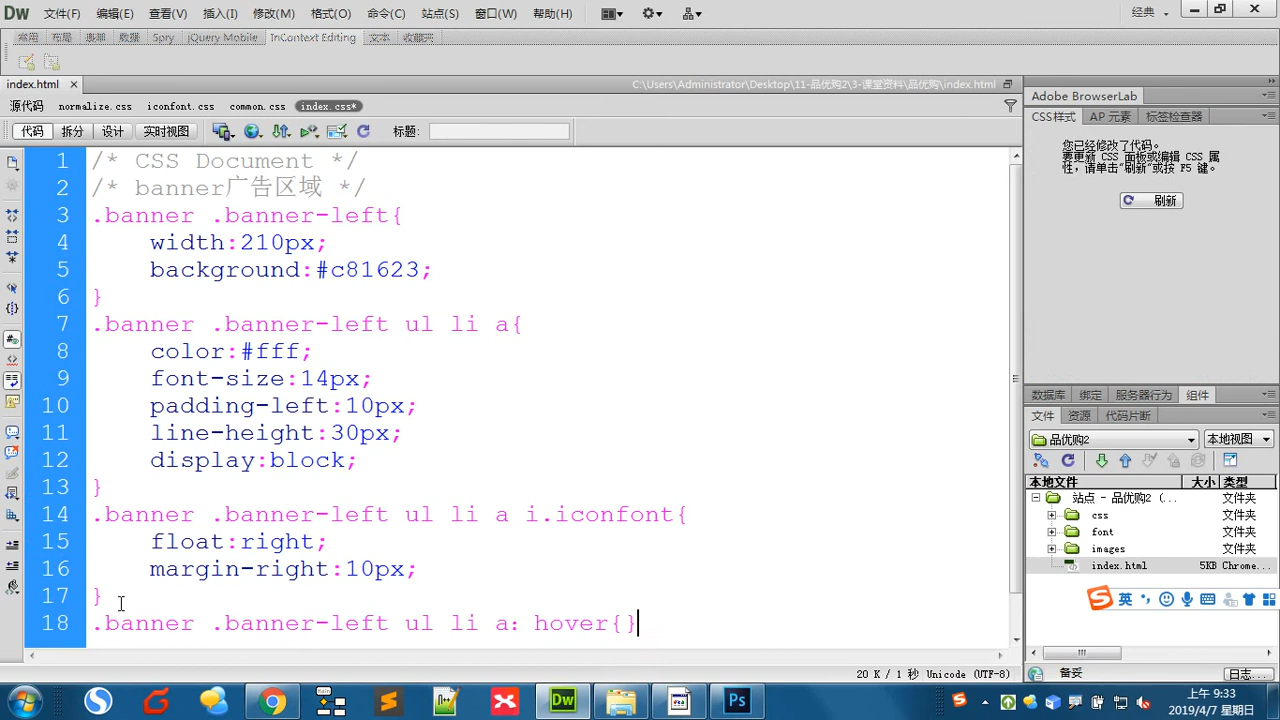 Dw 文件(F) 编辑(E) 查看(V) 插入(I) 修改(M) 格式(O) 命令(C) 站点(S) 窗口(W) 帮助(H) 经典
常用 布局 表单 数据 Spry jQuery Mobile InContext Editing 文本 收藏夹
index.html C:\Users\Administrator\Desktop\11-品优购2\3-课堂资料\品优购\index.html
源代码 normalize.css iconfont.css common.css index.css*
代码 拆分 设计 实时视图 标题:
1 /* CSS Document */
2 /* banner广告区域 */
3 .banner .banner-left{
4 width:210px;
5 background:#c81623;
6 }
7 .banner .banner-left ul li a{
8 color:#fff;
9 font-size:14px;
10 padding-left:10px;
11 line-height:30px;
12 display:block;
13 }
14 .banner .banner-left ul li a i.iconfont{
15 float:right;
16 margin-right:10px;
17 }
18 .banner .banner-left ul li a：hover{}
20 K / 1 秒 Unicode (UTF-8)
Adobe BrowserLab
CSS样式 AP 元素 标签检查器
您已经修改了代码。
要更新 CSS 面板或编辑 CSS 属
性，请单击“刷新”或按 F5 键。
刷新
数据库 绑定 服务器行为 组件
文件 资源 代码片断
品优购2 本地视图
本地文件 大小 类型
站点 - 品优购2 (... 文件夹
css 文件夹
font 文件夹
images 文件夹
index.html 5KB Chrome...
英
备妥 日志...
Dw Ps
上午 9:33
2019/4/7 星期日